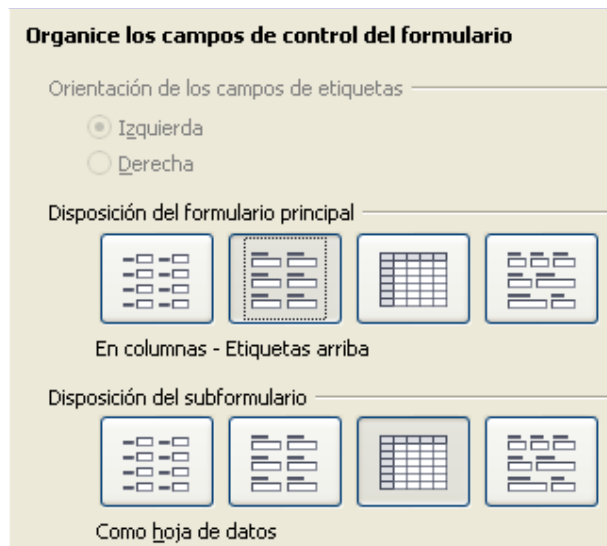 Organice los campos de control del formulario
Orientación de los campos de etiquetas
Izquierda
Derecha
Disposición del formulario principal
En columnas - Etiquetas arriba
Disposición del subformulario
Como hoja de datos